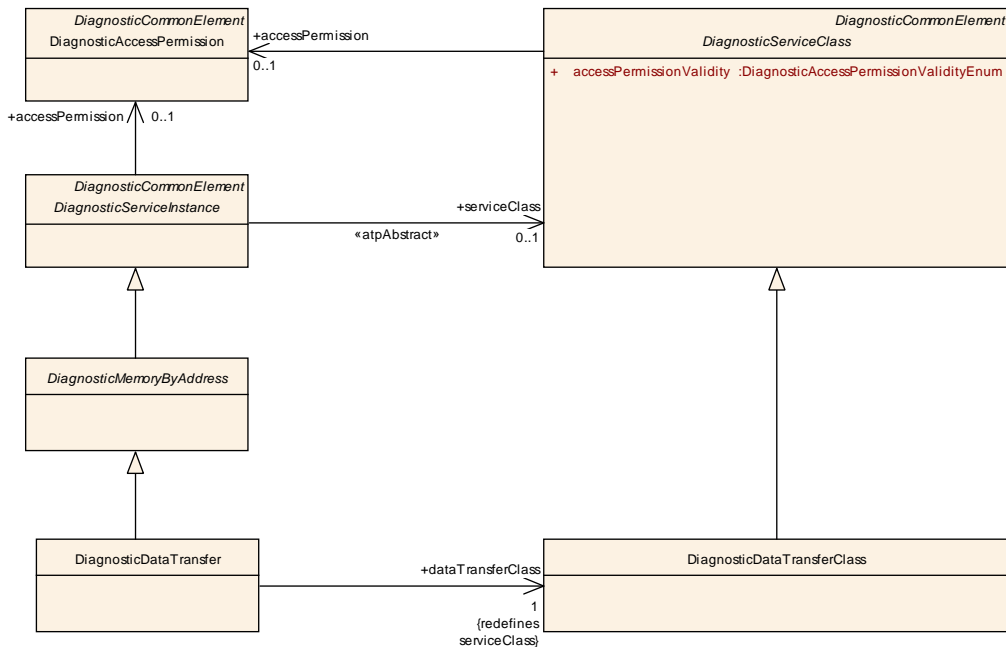 DiagnosticCommonElement
DiagnosticAccessPermission
DiagnosticCommonElement
DiagnosticServiceClass
+ accessPermissionValidity :DiagnosticAccessPermissionValidityEnum
+accessPermission
0..1
+accessPermission
0..1
DiagnosticCommonElement
DiagnosticServiceInstance
+serviceClass
«atpAbstract»
0..1
DiagnosticMemoryByAddress
DiagnosticDataTransfer
+dataTransferClass
1
{redefines
serviceClass}
DiagnosticDataTransferClass